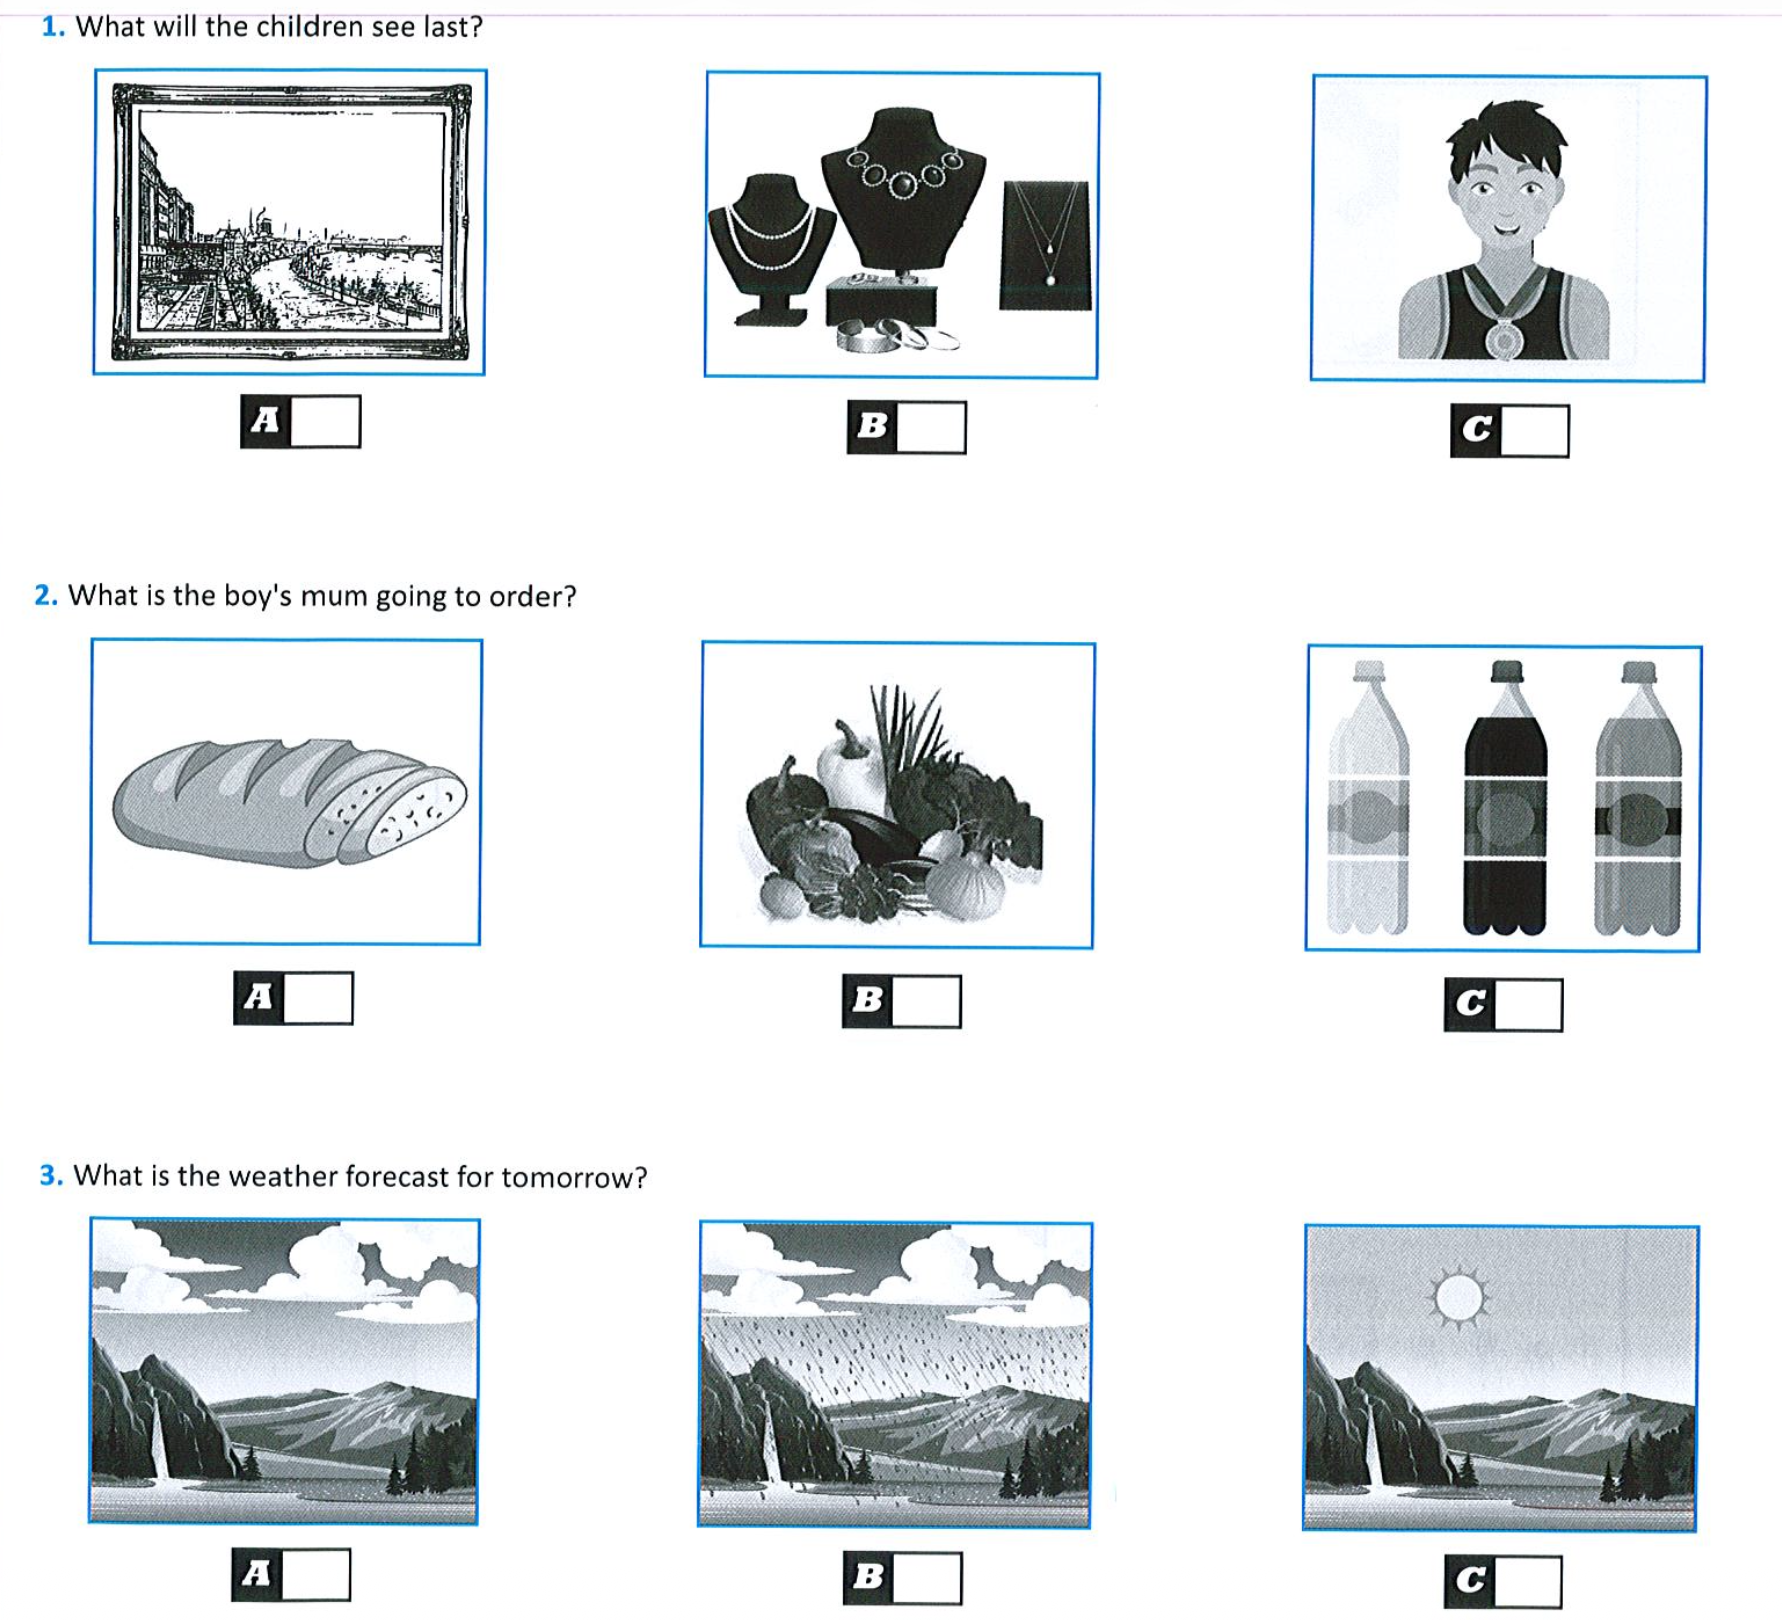 1. What will the children see last?
A
B
C
2. What is the boy's mum going to order?
A
B
C
3. What is the weather forecast for tomorrow?
A
B
C